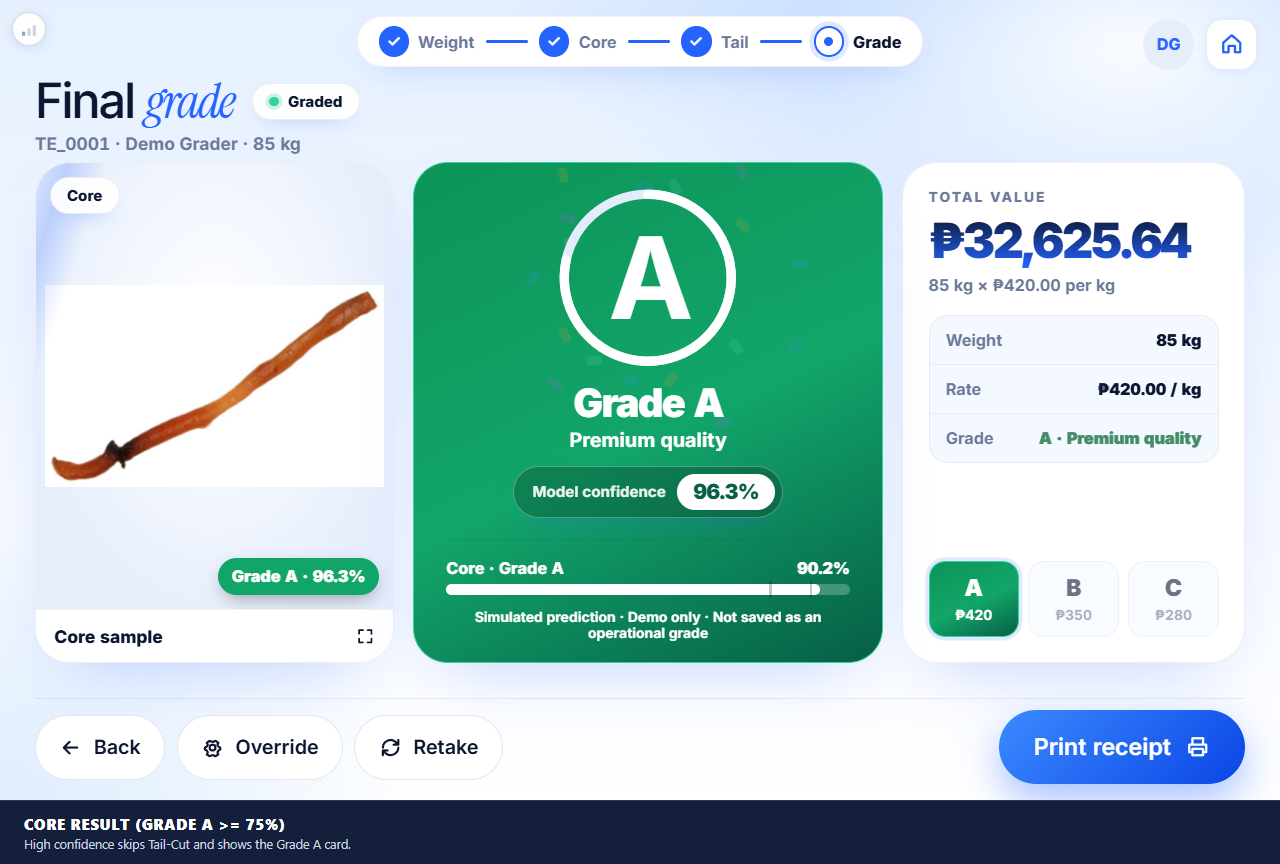 Weight
Core
Tail
Grade
DG
Final grade
Graded
TE_0001 · Demo Grader · 85 kg
Core
Grade A · 96.3%
Core sample
A
Grade A
Premium quality
Model confidence 96.3%
Core · Grade A 90.2%
Simulated prediction · Demo only · Not saved as an
operational grade
TOTAL VALUE
₱32,625.64
85 kg × ₱420.00 per kg
Weight 85 kg
Rate ₱420.00 / kg
Grade A · Premium quality
A
₱420
B
₱350
C
₱280
Back
Override
Retake
Print receipt
CORE RESULT (GRADE A >= 75%)
High confidence skips Tail-Cut and shows the Grade A card.